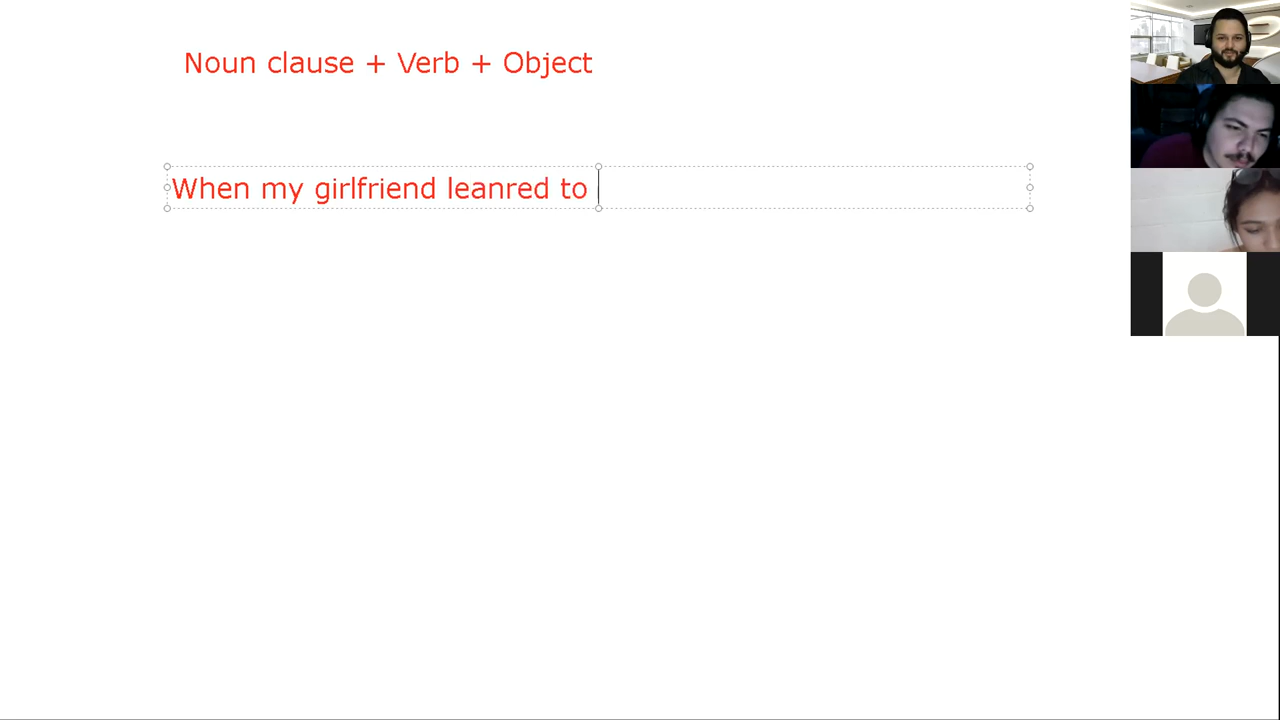 Noun clause + Verb + Object
When my girlfriend leanred to